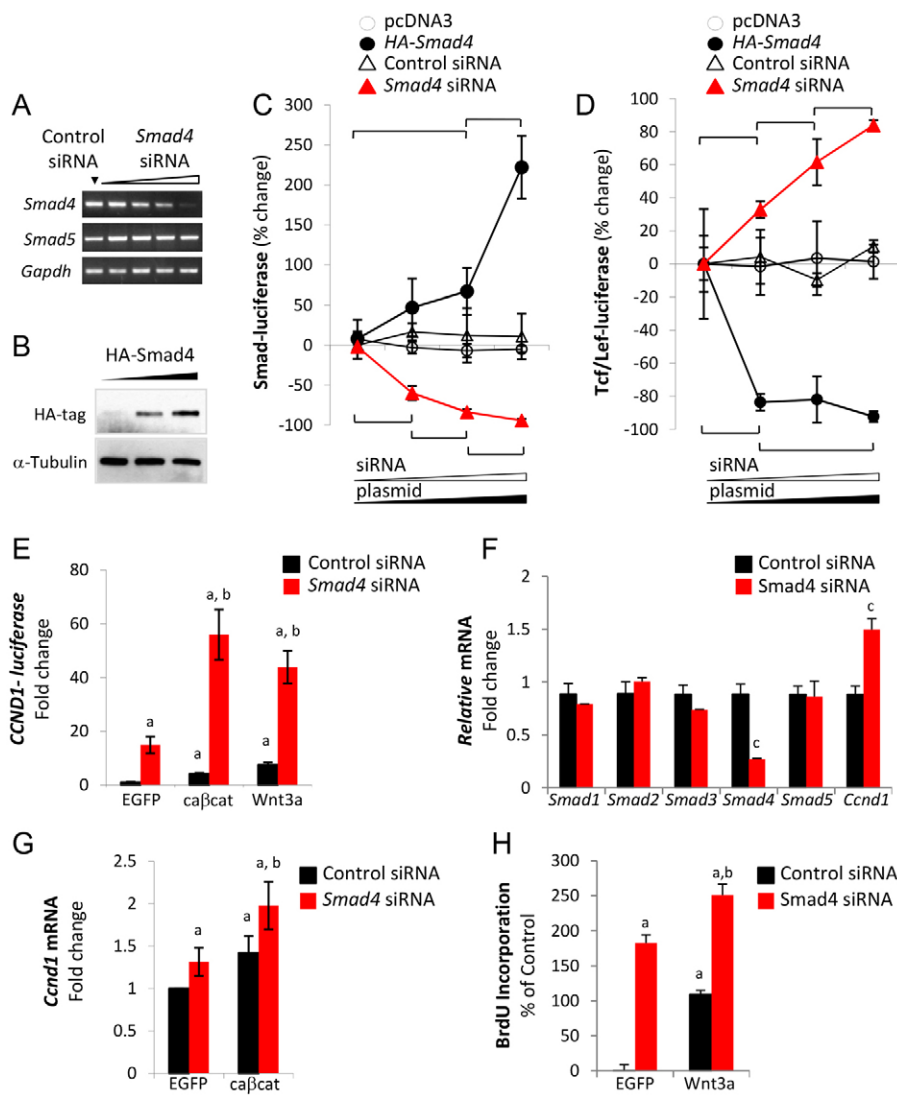 pcDNA3
HA-Smad4
Control siRNA
Smad4 siRNA
pcDNA3
HA-Smad4
Control siRNA
Smad4 siRNA
A
Control siRNA
Smad4 siRNA
Smad4
Smad5
Gapdh
B
HA-Smad4
HA-tag
α-Tubulin
C
Smad-luciferase (% change)
300
250
200
150
100
50
0
-50
-100
siRNA
plasmid
D
Tcf/Lef-luciferase (% change)
100
80
60
40
20
0
-20
-40
-60
-80
-100
siRNA
plasmid
E
Control siRNA
Smad4 siRNA
CCND1- luciferase
Fold change
80
60
40
20
0
a
a
a, b
a
a, b
EGFP
caβcat
Wnt3a
F
Control siRNA
Smad4 siRNA
Relative mRNA
Fold change
2
1.5
1
0.5
0
c
c
Smad1
Smad2
Smad3
Smad4
Smad5
Ccnd1
G
Control siRNA
Smad4 siRNA
Ccnd1 mRNA
Fold change
2.5
2
1.5
1
0.5
0
a
a
a, b
EGFP
caβcat
H
Control siRNA
Smad4 siRNA
BrdU Incorporation
% of Control
300
250
200
150
100
50
0
a
a
a,b
EGFP
Wnt3a